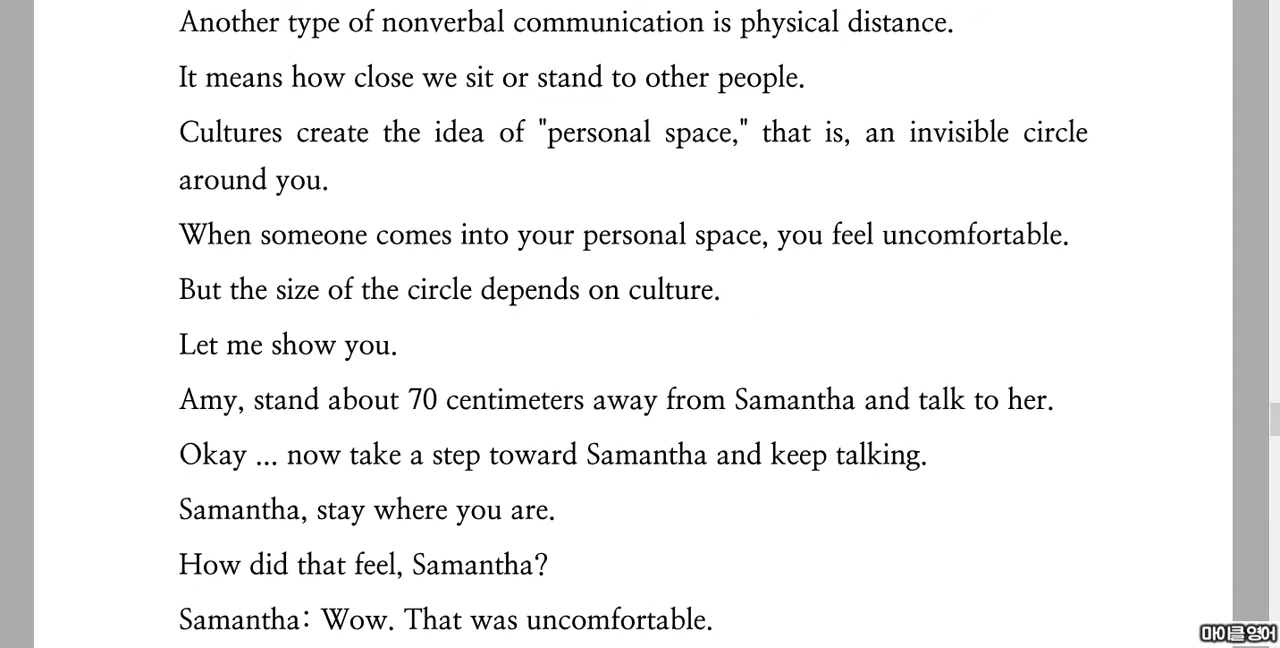 Another type of nonverbal communication is physical distance.
It means how close we sit or stand to other people.
Cultures create the idea of "personal space," that is, an invisible circle
around you.
When someone comes into your personal space, you feel uncomfortable.
But the size of the circle depends on culture.
Let me show you.
Amy, stand about 70 centimeters away from Samantha and talk to her.
Okay ... now take a step toward Samantha and keep talking.
Samantha, stay where you are.
How did that feel, Samantha?
Samantha: Wow. That was uncomfortable.
마이클영어